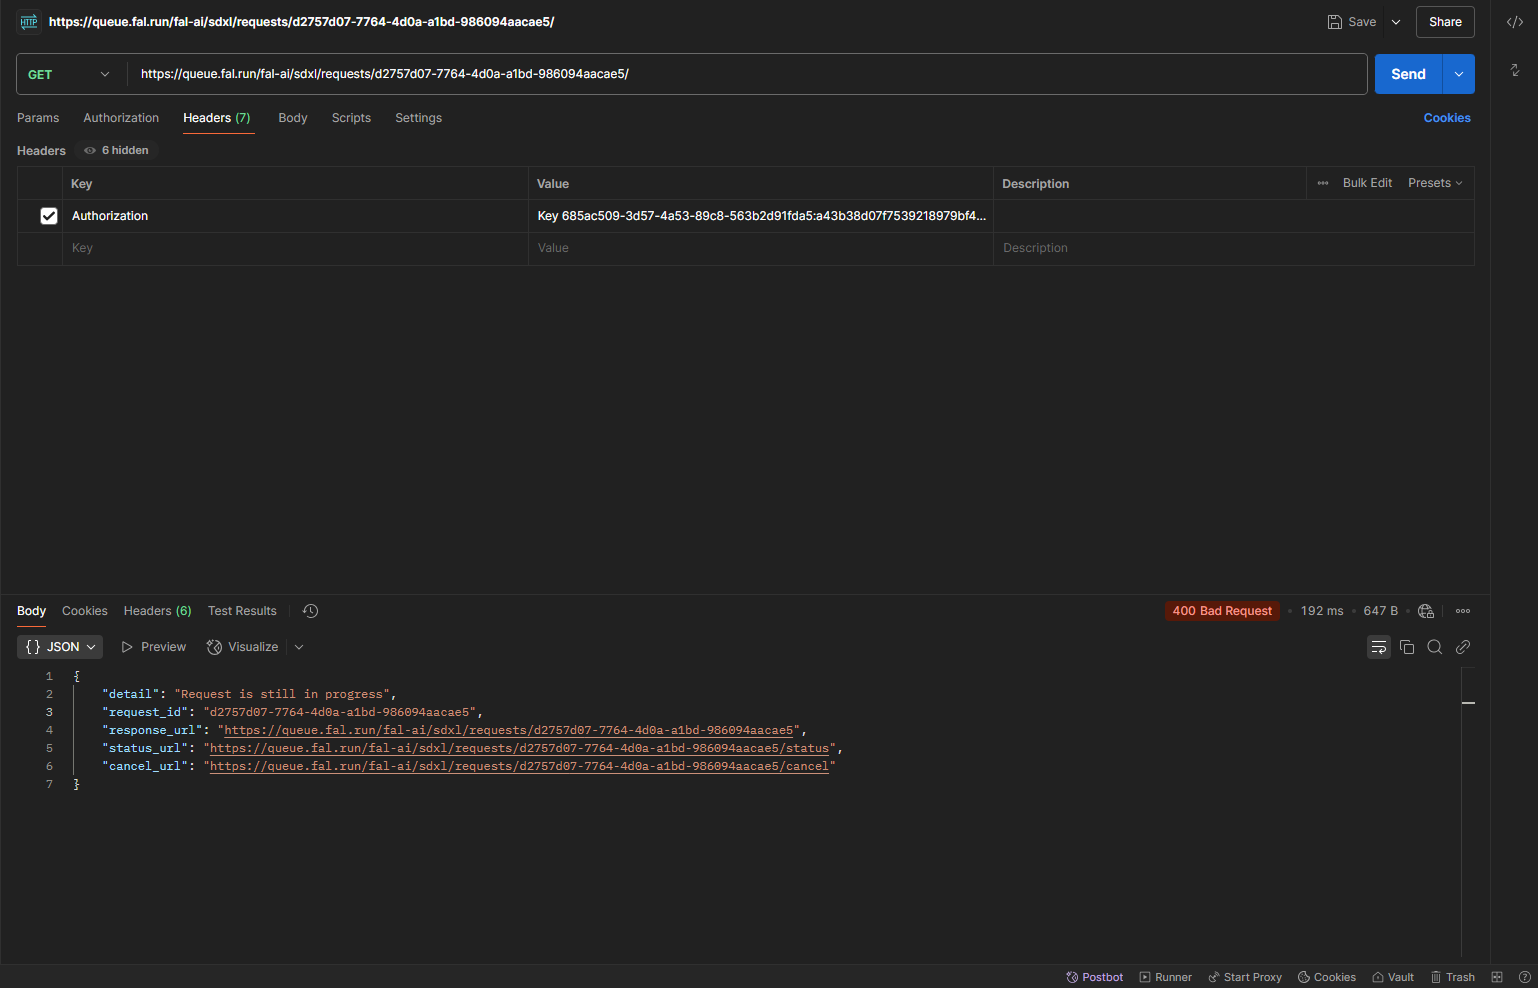 HTTP https://queue.fal.run/fal-ai/sdxl/requests/d2757d07-7764-4d0a-a1bd-986094aacae5/ Save Share
GET https://queue.fal.run/fal-ai/sdxl/requests/d2757d07-7764-4d0a-a1bd-986094aacae5/ Send
Params Authorization Headers (7) Body Scripts Settings Cookies
Headers 6 hidden
Key Value Description Bulk Edit Presets
Authorization Key 685ac509-3d57-4a53-89c8-563b2d91fda5:a43b38d07f7539218979bf4...
Key Value Description
Body Cookies Headers (6) Test Results 400 Bad Request 192 ms 647 B
{} JSON Preview Visualize
1 {
2 "detail": "Request is still in progress",
3 "request_id": "d2757d07-7764-4d0a-a1bd-986094aacae5",
4 "response_url": "https://queue.fal.run/fal-ai/sdxl/requests/d2757d07-7764-4d0a-a1bd-986094aacae5",
5 "status_url": "https://queue.fal.run/fal-ai/sdxl/requests/d2757d07-7764-4d0a-a1bd-986094aacae5/status",
6 "cancel_url": "https://queue.fal.run/fal-ai/sdxl/requests/d2757d07-7764-4d0a-a1bd-986094aacae5/cancel"
7 }
Postbot Runner Start Proxy Cookies Vault Trash